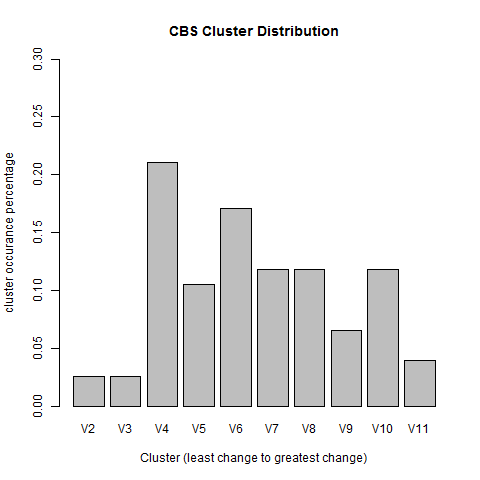 CBS Cluster Distribution
cluster occurance percentage
0.30
0.25
0.20
0.15
0.10
0.05
0.00
V2 V3 V4 V5 V6 V7 V8 V9 V10 V11
Cluster (least change to greatest change)